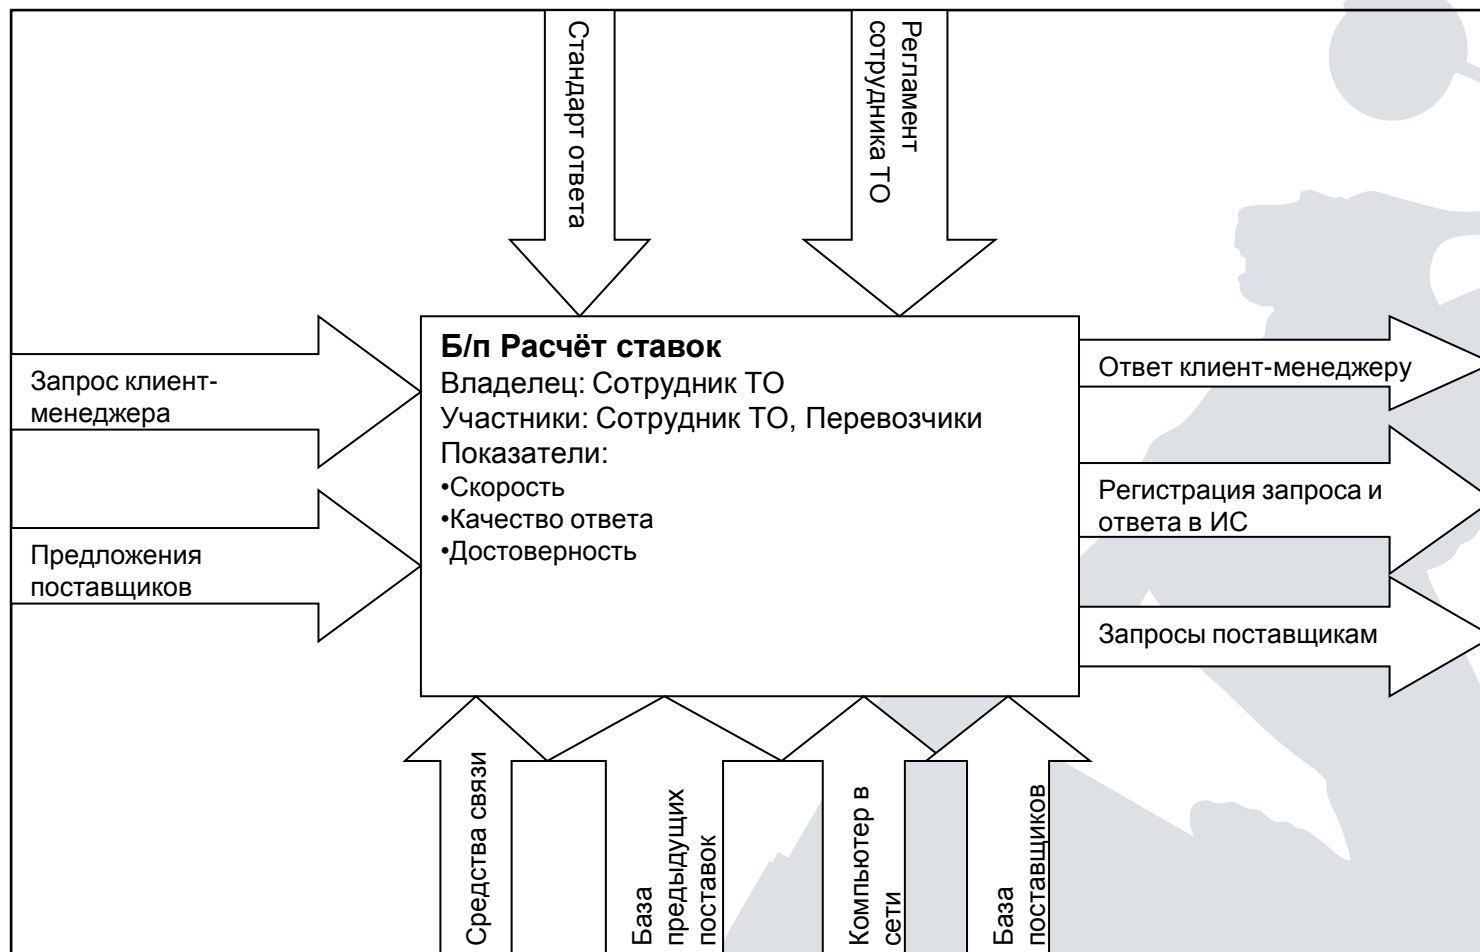 Стандарт ответа
Регламент
сотрудника ТО
Запрос клиент-
менеджера
Предложения
поставщиков
Б/п Расчёт ставок
Владелец: Сотрудник ТО
Участники: Сотрудник ТО, Перевозчики
Показатели:
•Скорость
•Качество ответа
•Достоверность
Ответ клиент-менеджеру
Регистрация запроса и
ответа в ИС
Запросы поставщикам
Средства связи
База
предыдущих
поставок
Компьютер в
сети
База
поставщиков